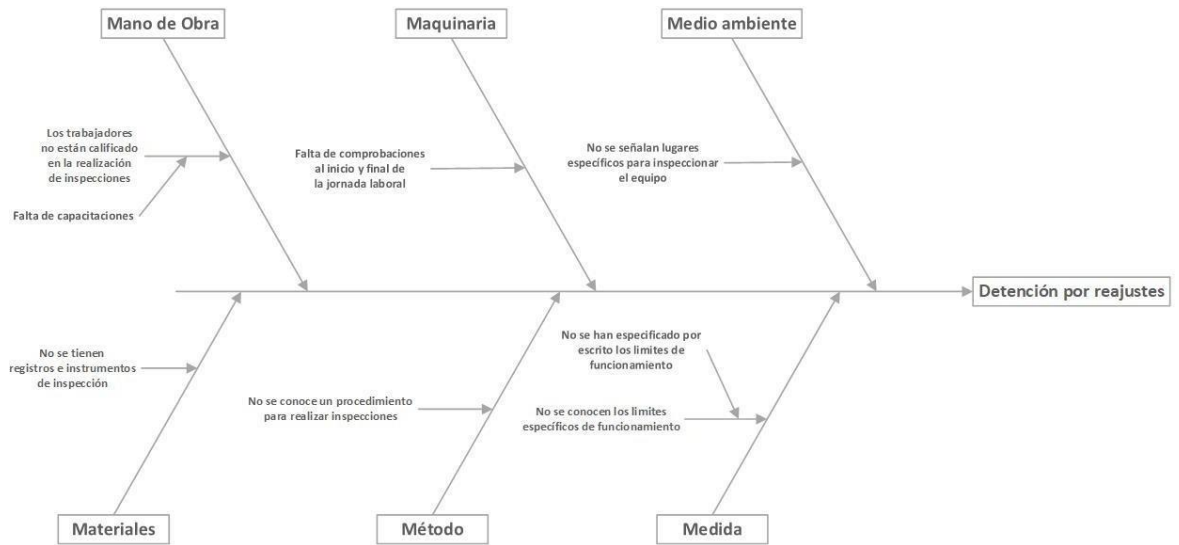 Mano de Obra
Maquinaria
Medio ambiente
Los trabajadores
no están calificado
en la realización
de inspecciones
Falta de capacitaciones
Falta de comprobaciones
al inicio y final de
la jornada laboral
No se señalan lugares
específicos para inspeccionar
el equipo
Detención por reajustes
No se tienen
registros e instrumentos
de inspección
No se conoce un procedimiento
para realizar inspecciones
No se han especificado por
escrito los limites de
funcionamiento
No se conocen los limites
específicos de funcionamiento
Materiales
Método
Medida